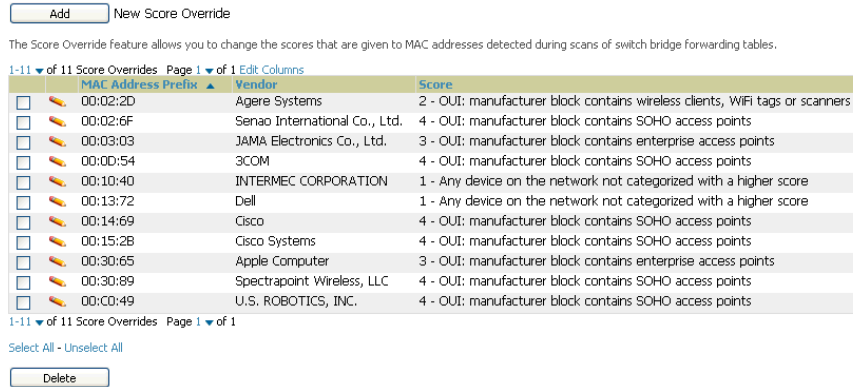 Add New Score Override
The Score Override feature allows you to change the scores that are given to MAC addresses detected during scans of switch bridge forwarding tables.
1-11 of 11 Score Overrides Page 1 of 1 Edit Columns
MAC Address Prefix Vendor Score
00:02:2D Agere Systems 2 - OUI: manufacturer block contains wireless clients, WiFi tags or scanners
00:02:6F Senao International Co., Ltd. 4 - OUI: manufacturer block contains SOHO access points
00:03:03 JAMA Electronics Co., Ltd. 3 - OUI: manufacturer block contains enterprise access points
00:0D:54 3COM 4 - OUI: manufacturer block contains SOHO access points
00:10:40 INTERMEC CORPORATION 1 - Any device on the network not categorized with a higher score
00:13:72 Dell 1 - Any device on the network not categorized with a higher score
00:14:69 Cisco 4 - OUI: manufacturer block contains SOHO access points
00:15:2B Cisco Systems 4 - OUI: manufacturer block contains SOHO access points
00:30:65 Apple Computer 3 - OUI: manufacturer block contains enterprise access points
00:30:89 Spectrapoint Wireless, LLC 4 - OUI: manufacturer block contains SOHO access points
00:C0:49 U.S. ROBOTICS, INC. 4 - OUI: manufacturer block contains SOHO access points
1-11 of 11 Score Overrides Page 1 of 1
Select All - Unselect All
Delete